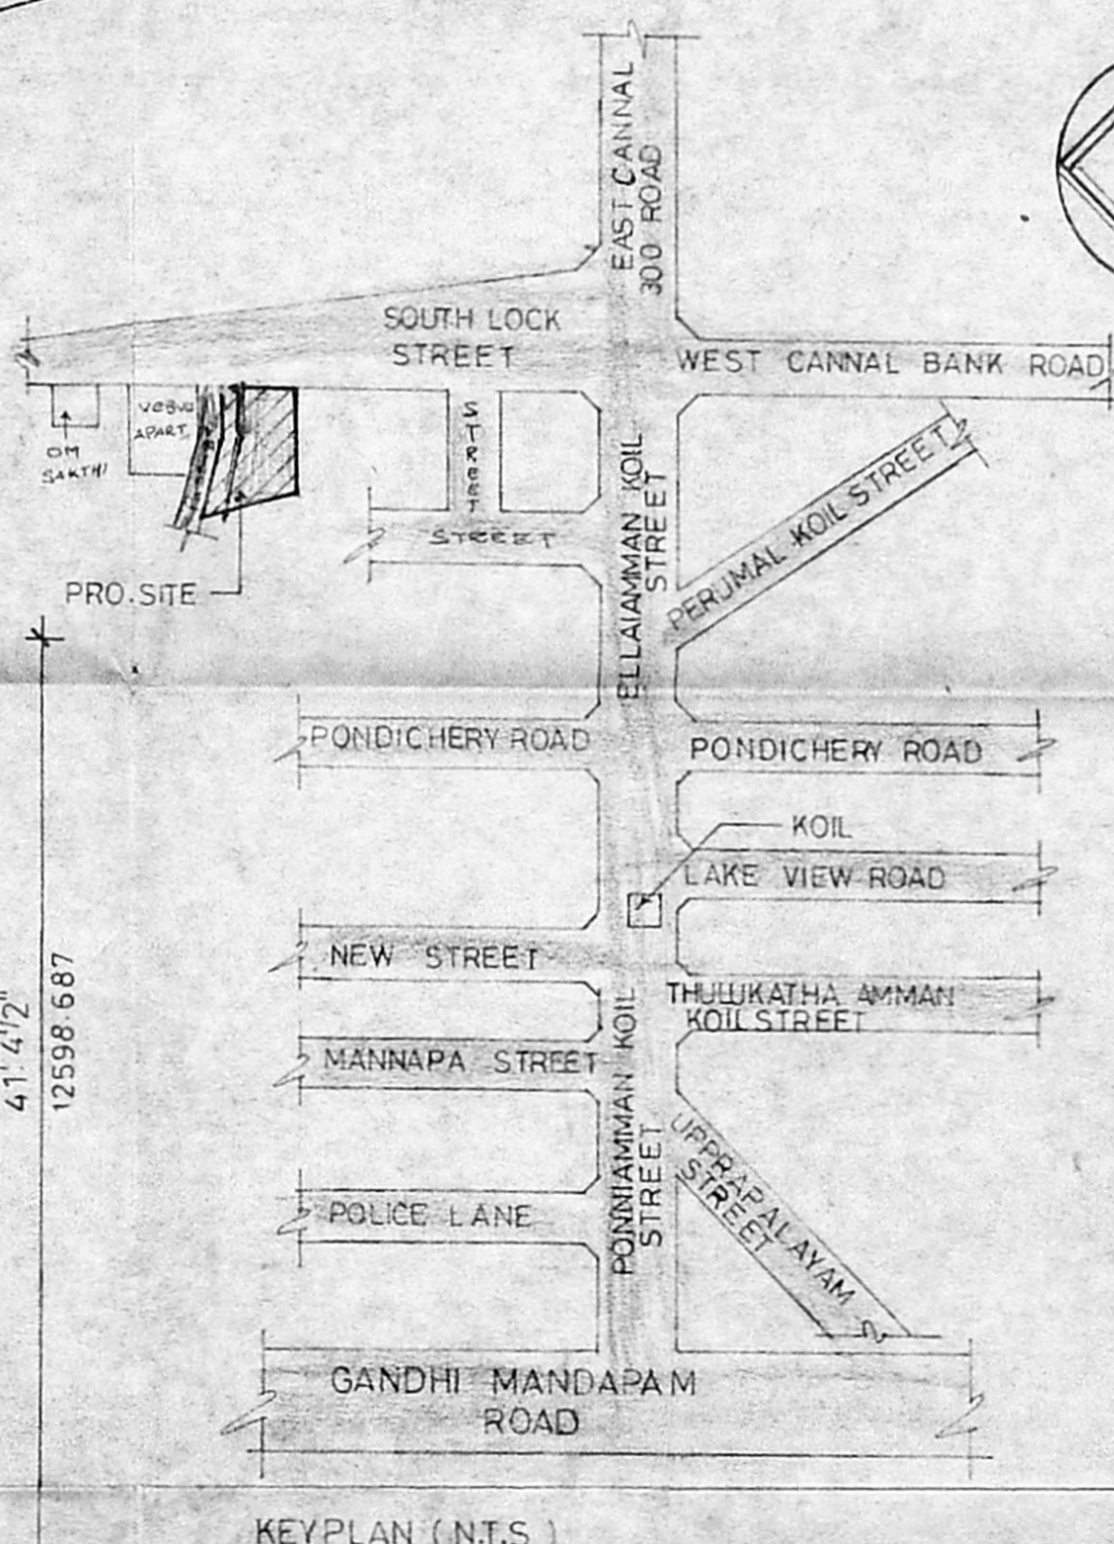 EAST CANNAL
300 ROAD
SOUTH LOCK
STREET
WEST CANNAL BANK ROAD
APART.
OM
SAKTHI
STREET
STREET
PRO.SITE
ELLAIAMMAN KOIL
STREET
PERUMAL KOIL STREET
PONDICHERY ROAD
PONDICHERY ROAD
KOIL
LAKE VIEW ROAD
NEW STREET
THULUKATHA AMMAN
KOIL STREET
MANNAPA STREET
PONNIAMMAN KOIL
STREET
UPPRAPALAYAM
STREET
POLICE LANE
GANDHI MANDAPAM
ROAD
41'4½"
12598.687
KEYPLAN (N.T.S)